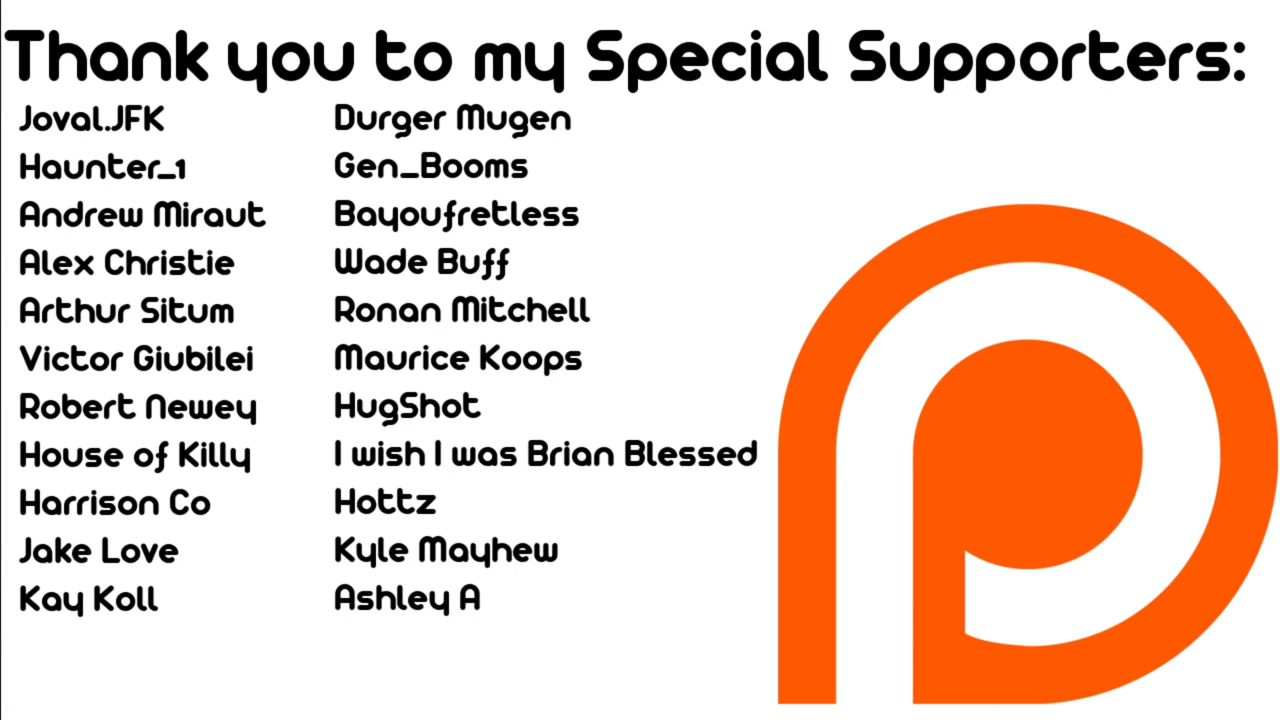 Thank you to my Special Supporters:
Joval.JFK
Haunter_1
Andrew Miraut
Alex Christie
Arthur Situm
Victor Giubilei
Robert Newey
House of Killy
Harrison Co
Jake Love
Kay Koll
Durger Mugen
Gen_Booms
Bayoufretless
Wade Buff
Ronan Mitchell
Maurice Koops
HugShot
I wish I was Brian Blessed
Hottz
Kyle Mayhew
Ashley A